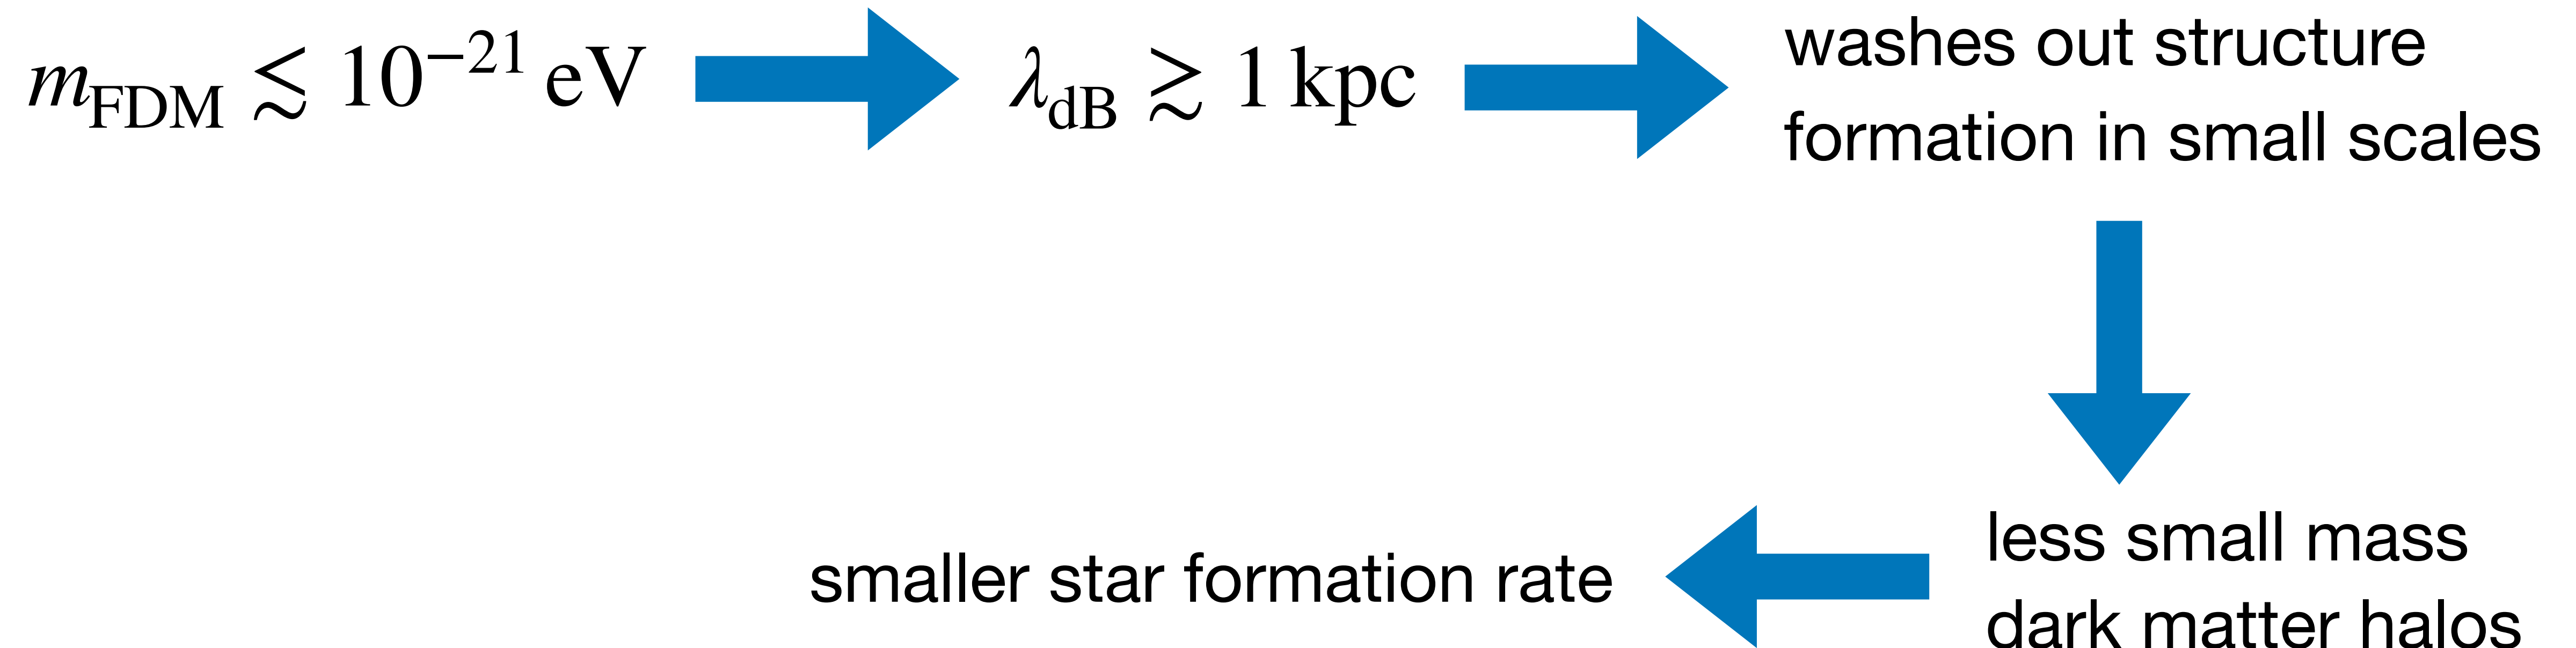 m_FDM ≲ 10^−21 eV
λ_dB ≳ 1 kpc
washes out structure
formation in small scales
less small mass
dark matter halos
smaller star formation rate